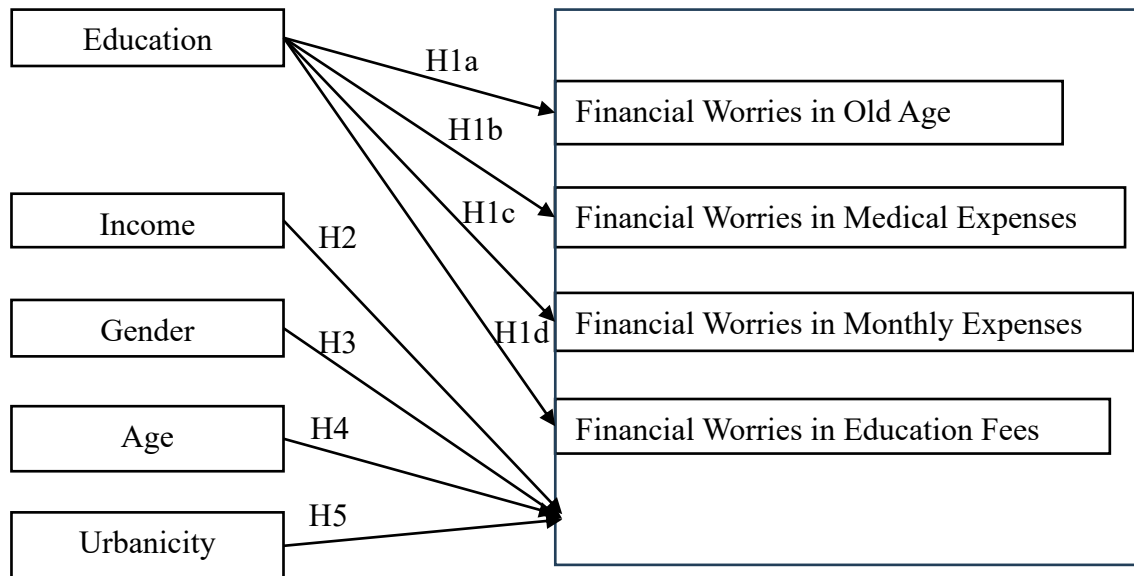 Education
H1a
Financial Worries in Old Age
H1b
Financial Worries in Medical Expenses
H1c
Income
H2
Financial Worries in Monthly Expenses
Gender
H3
H1d
Age
H4
Financial Worries in Education Fees
H5
Urbanicity